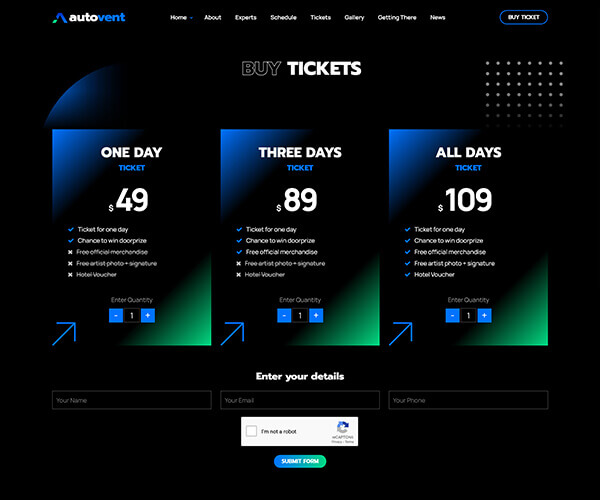 autovent
Home About Experts Schedule Tickets Gallery Getting There News
BUY TICKET
BUY TICKETS
ONE DAY
TICKET
$49
Ticket for one day
Chance to win doorprize
Free official merchandise
Free artist photo + signature
Hotel Voucher
Enter Quantity
- 1 +
THREE DAYS
TICKET
$89
Ticket for one day
Chance to win doorprize
Free official merchandise
Free artist photo + signature
Hotel Voucher
Enter Quantity
- 1 +
ALL DAYS
TICKET
$109
Ticket for one day
Chance to win doorprize
Free official merchandise
Free artist photo + signature
Hotel Voucher
Enter Quantity
- 1 +
Enter your details
Your Name
Your Email
Your Phone
I'm not a robot
reCAPTCHA
Privacy - Terms
SUBMIT FORM